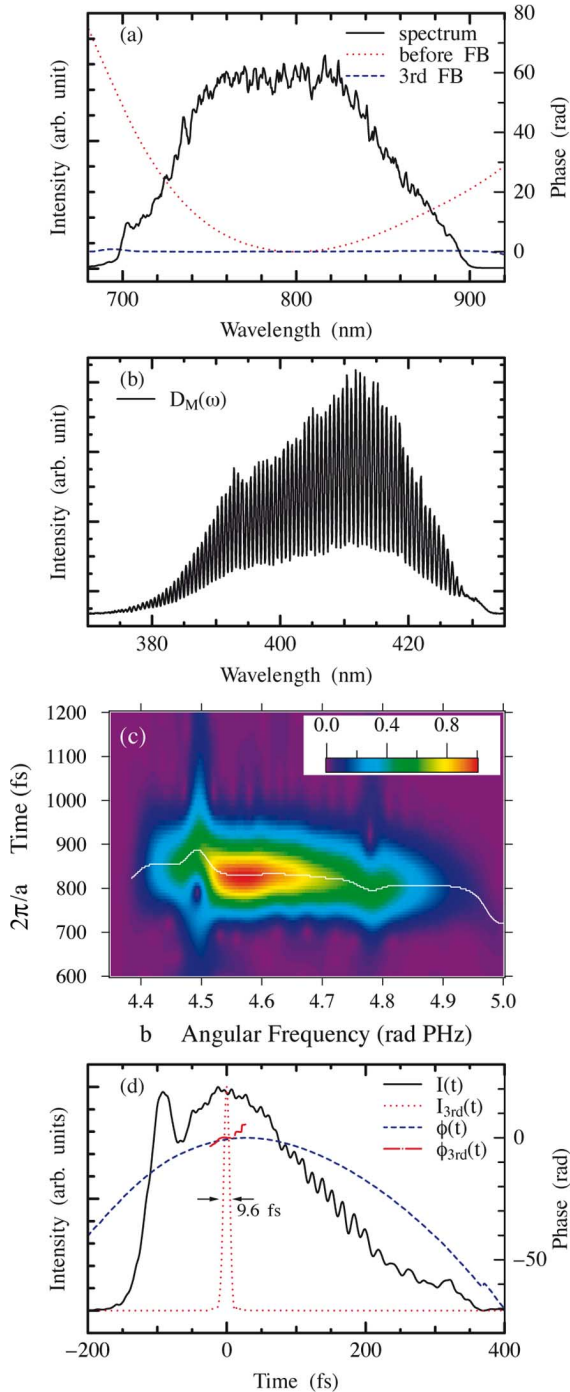 (a)
spectrum
before FB
3rd FB
80
60
40
20
0
Intensity (arb. unit)
Phase (rad)
700 800 900
Wavelength (nm)
(b)
D_M(ω)
Intensity (arb. unit)
380 400 420
Wavelength (nm)
(c)
0.0 0.4 0.8
1200
1100
1000
900
800
700
600
2π/a Time (fs)
4.4 4.5 4.6 4.7 4.8 4.9 5.0
b Angular Frequency (rad PHz)
(d)
I(t)
I_3rd(t)
ϕ(t)
ϕ_3rd(t)
9.6 fs
0
−50
Intensity (arb. units)
Phase (rad)
−200 0 200 400
Time (fs)